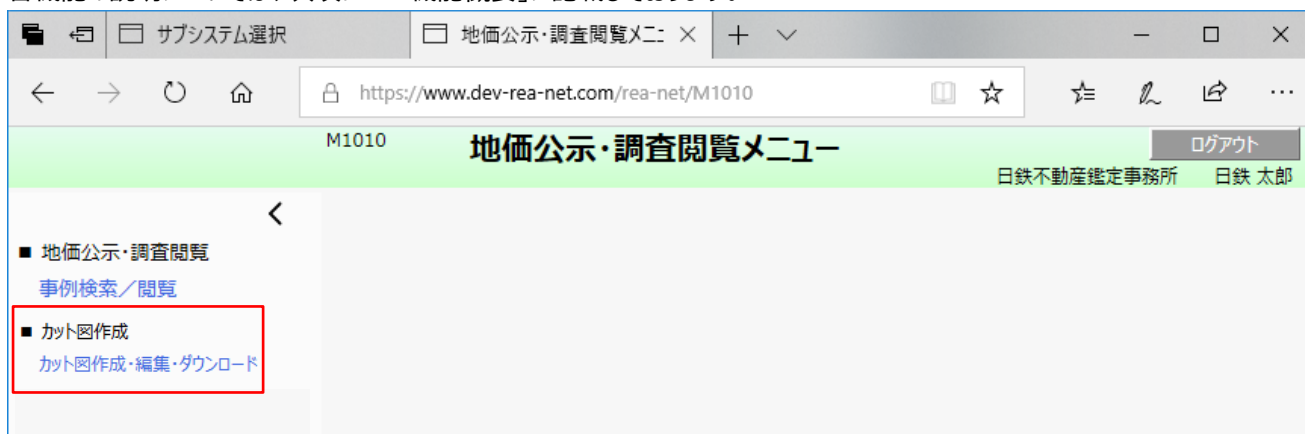 サブシステム選択
地価公示・調査閲覧メニ
https://www.dev-rea-net.com/rea-net/M1010
M1010 地価公示・調査閲覧メニュー ログアウト
日鉄不動産鑑定事務所 日鉄 太郎
■ 地価公示・調査閲覧
事例検索／閲覧
■ カット図作成
カット図作成・編集・ダウンロード